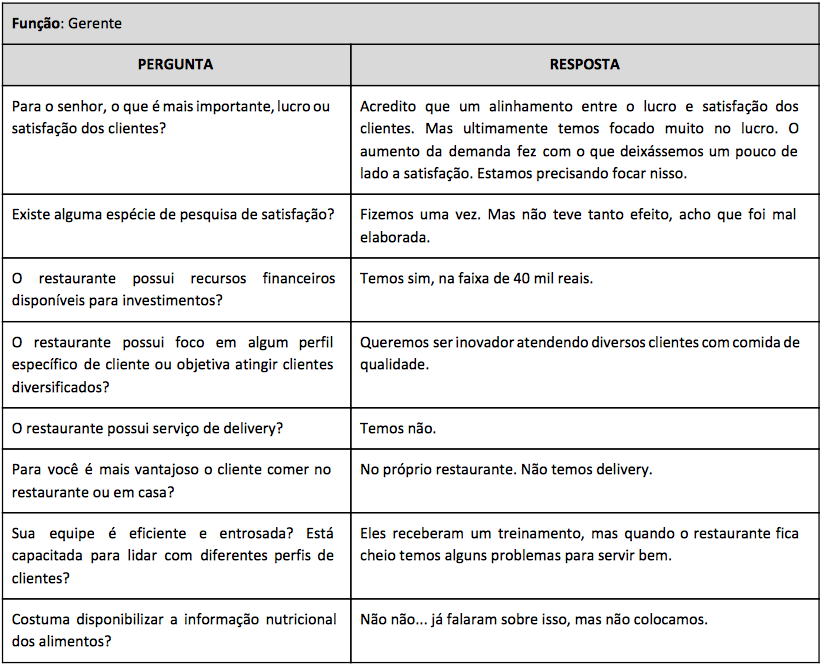 Função: Gerente
PERGUNTA
RESPOSTA
Para o senhor, o que é mais importante, lucro ou
satisfação dos clientes?
Acredito que um alinhamento entre o lucro e satisfação dos
clientes. Mas ultimamente temos focado muito no lucro. O
aumento da demanda fez com o que deixássemos um pouco de
lado a satisfação. Estamos precisando focar nisso.
Existe alguma espécie de pesquisa de satisfação?
Fizemos uma vez. Mas não teve tanto efeito, acho que foi mal
elaborada.
O restaurante possui recursos financeiros
disponíveis para investimentos?
Temos sim, na faixa de 40 mil reais.
O restaurante possui foco em algum perfil
específico de cliente ou objetiva atingir clientes
diversificados?
Queremos ser inovador atendendo diversos clientes com comida de
qualidade.
O restaurante possui serviço de delivery?
Temos não.
Para você é mais vantajoso o cliente comer no
restaurante ou em casa?
No próprio restaurante. Não temos delivery.
Sua equipe é eficiente e entrosada? Está
capacitada para lidar com diferentes perfis de
clientes?
Eles receberam um treinamento, mas quando o restaurante fica
cheio temos alguns problemas para servir bem.
Costuma disponibilizar a informação nutricional
dos alimentos?
Não não... já falaram sobre isso, mas não colocamos.